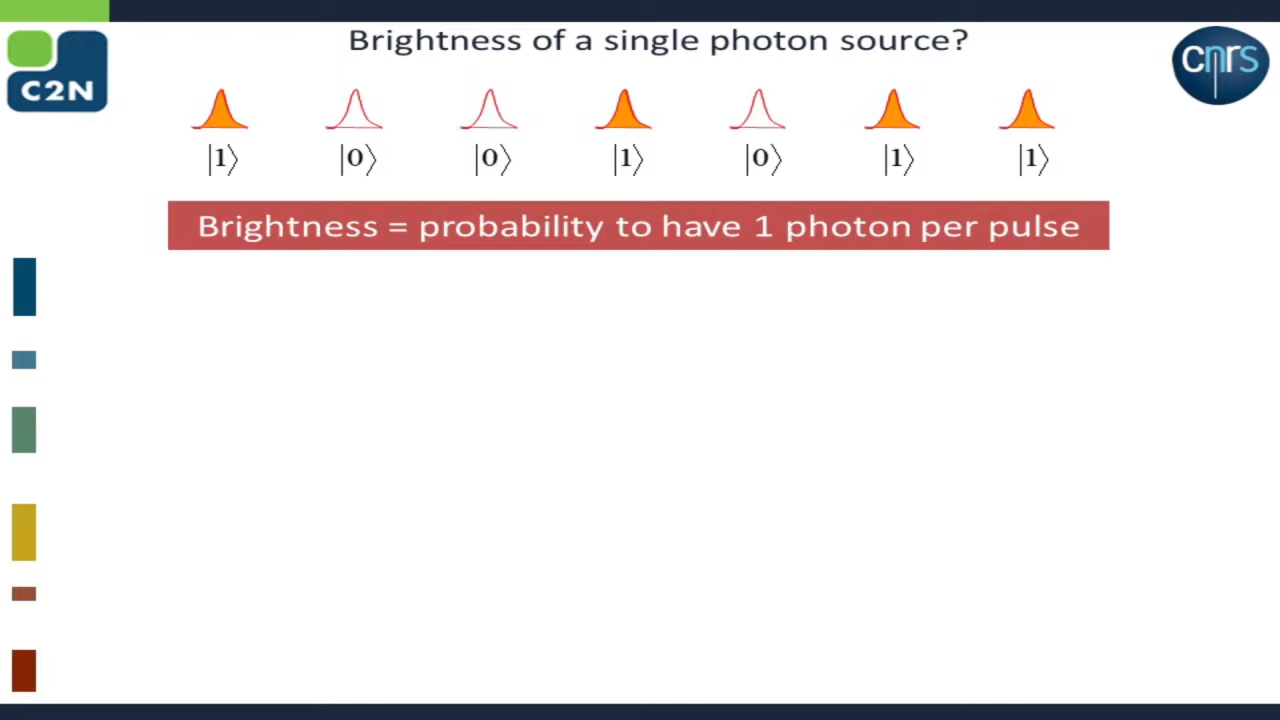 Brightness of a single photon source?
C2N
cnrs
|1⟩ |0⟩ |0⟩ |1⟩ |0⟩ |1⟩ |1⟩
Brightness = probability to have 1 photon per pulse